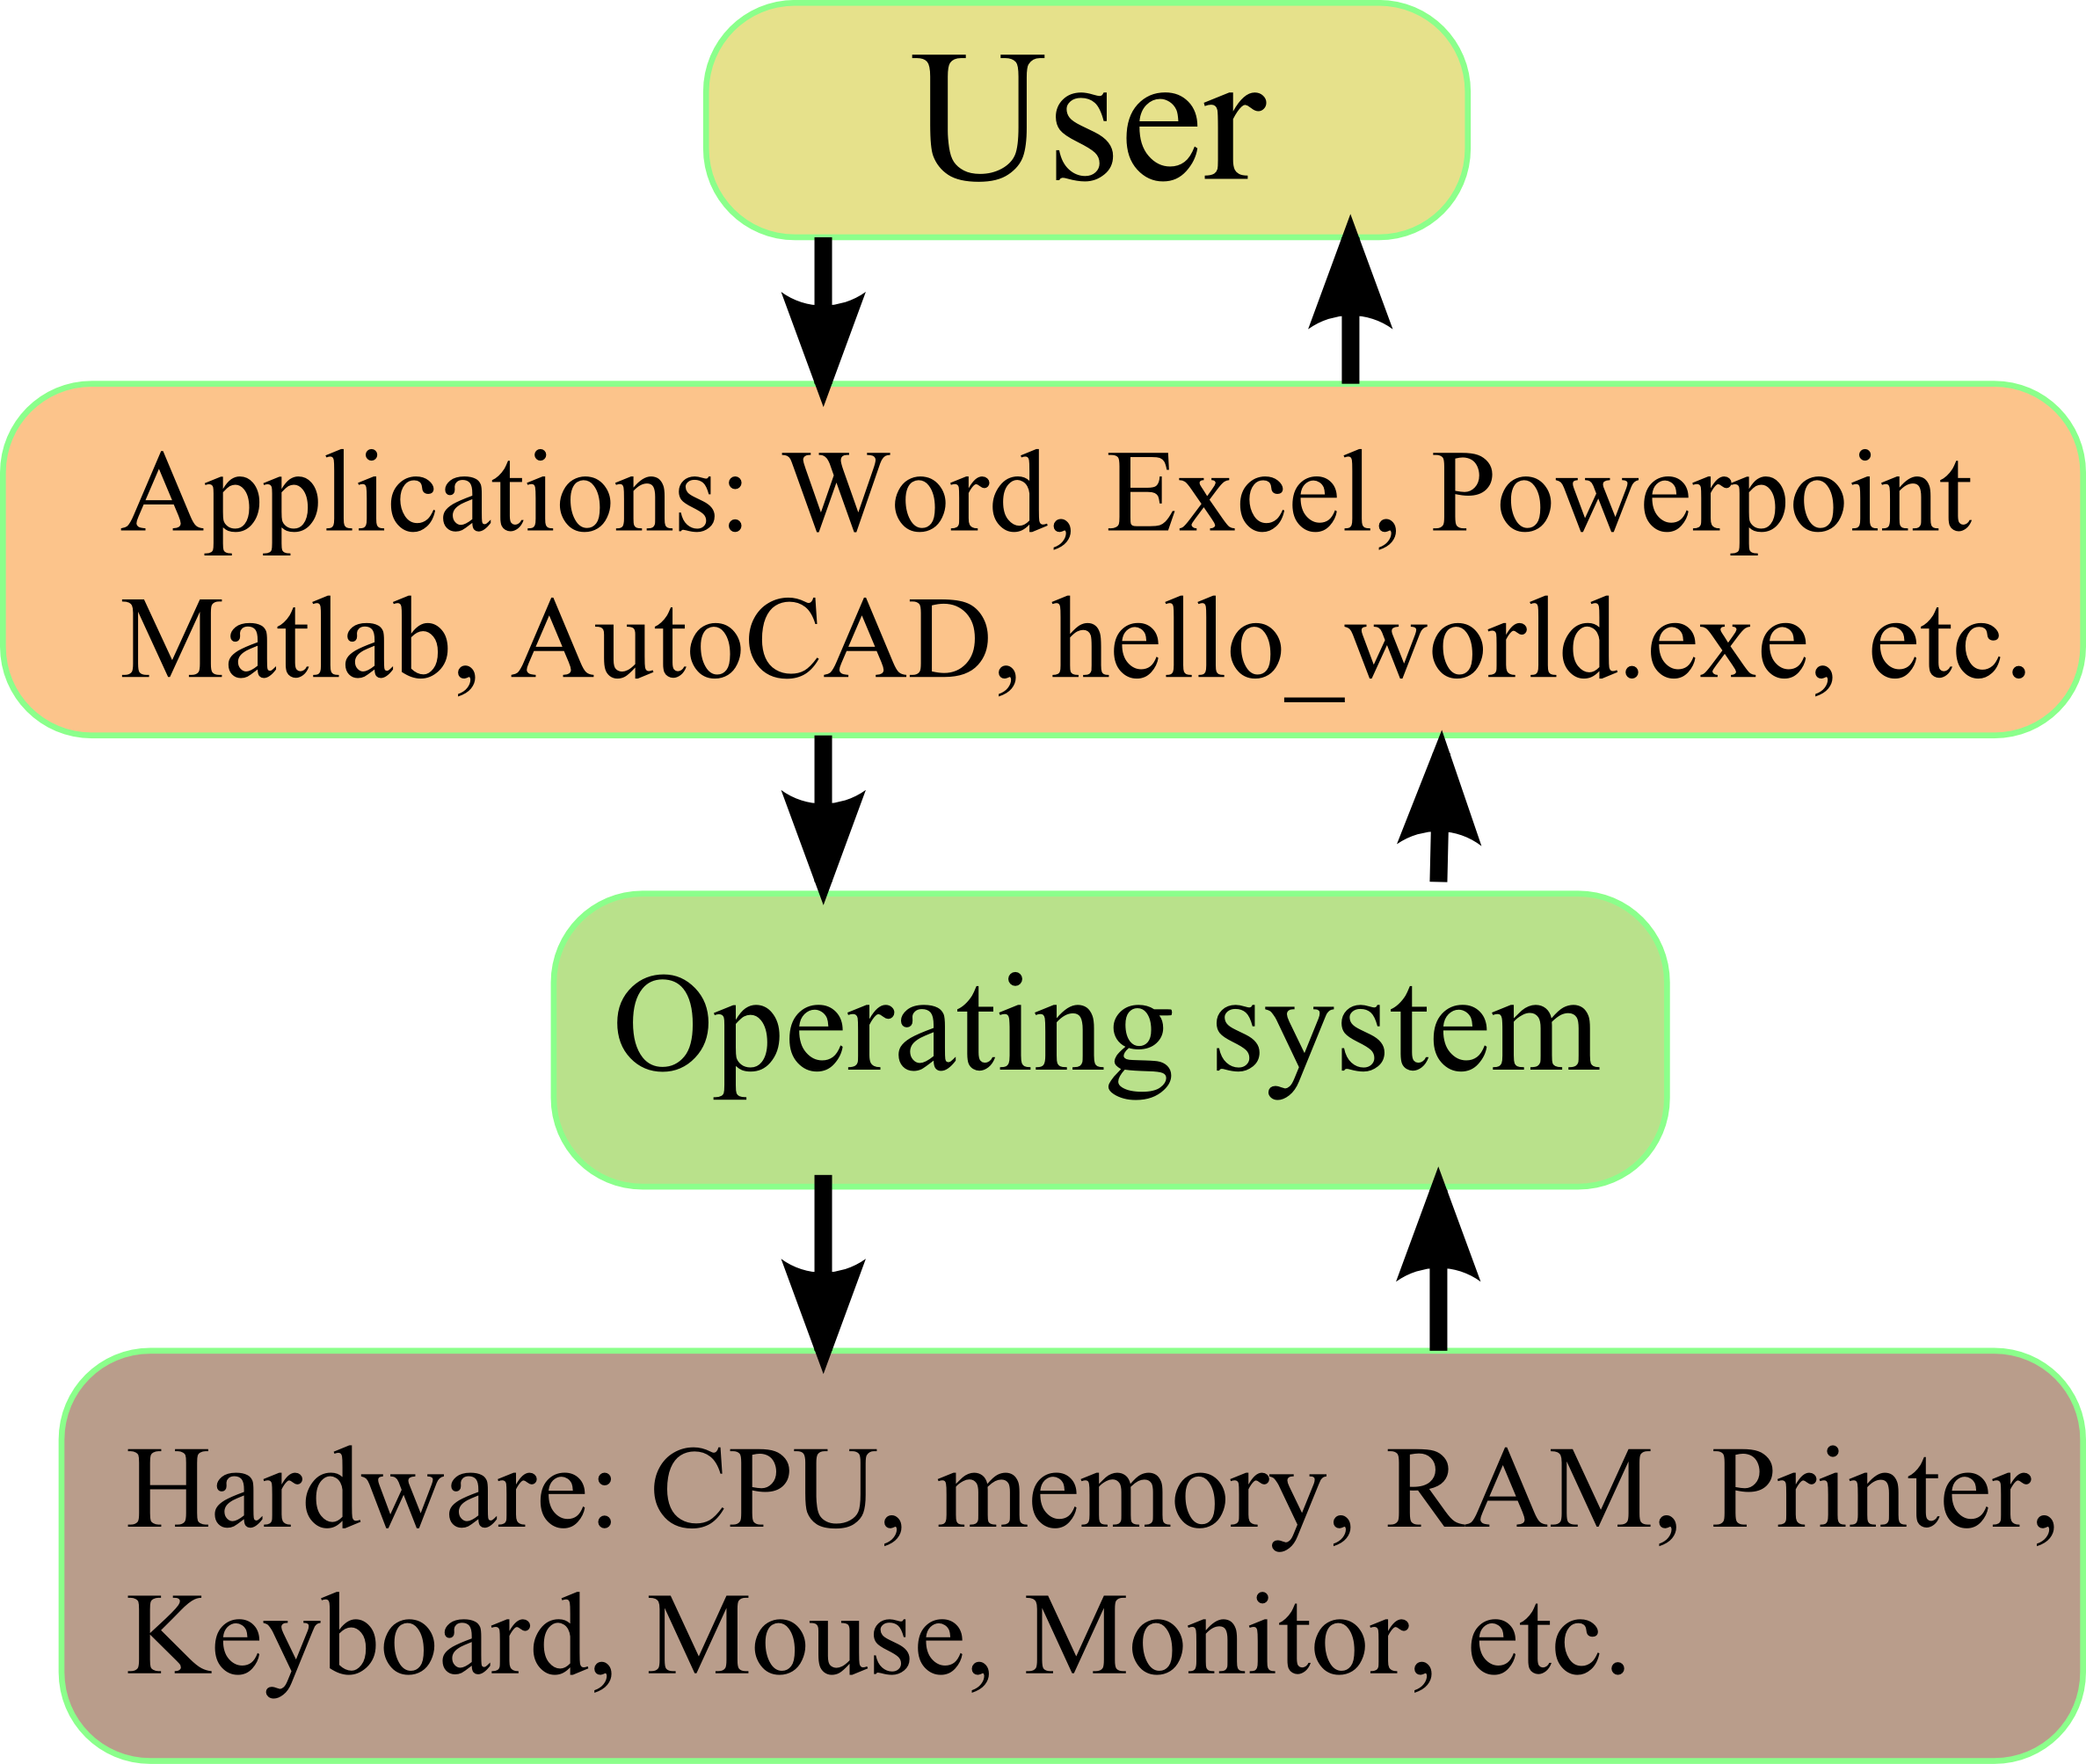 User
Applications: Word, Excel, Powerpoint
Matlab, AutoCAD, hello_world.exe, etc.
Operating system
Hardware: CPU,memory, RAM, Printer,
Keyboard, Mouse, Monitor, etc.